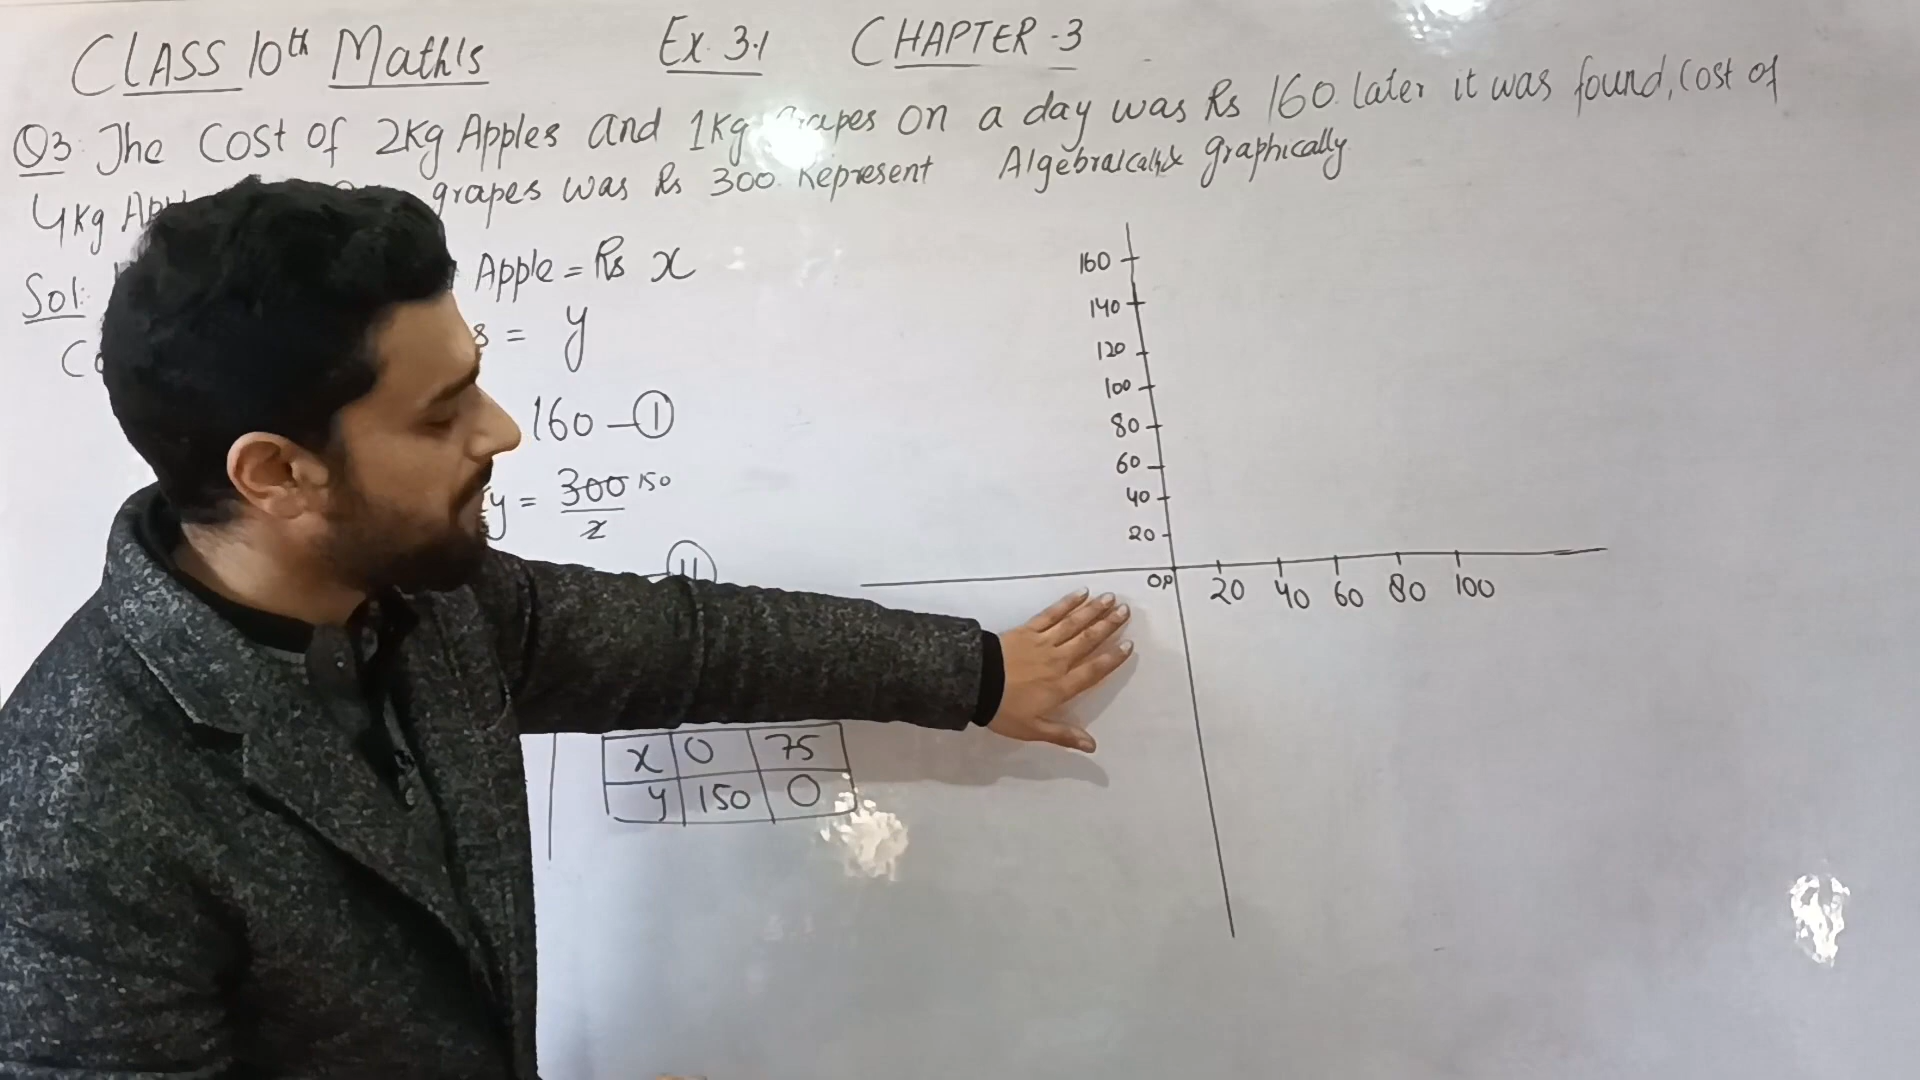 CLASS 10th Math's Ex. 3.1 CHAPTER - 3
Q3: The Cost of 2Kg Apples and 1Kg Grapes on a day was Rs 160. later it was found, Cost of
4Kg grapes was Rs 300. Represent Algebraically & graphically
Sol: Apple = Rs x
= y
160 — 1
y = 300 150
2
11
x 0 75
y 150 0
160
140
120
100
80
60
40
20
20 40 60 80 100